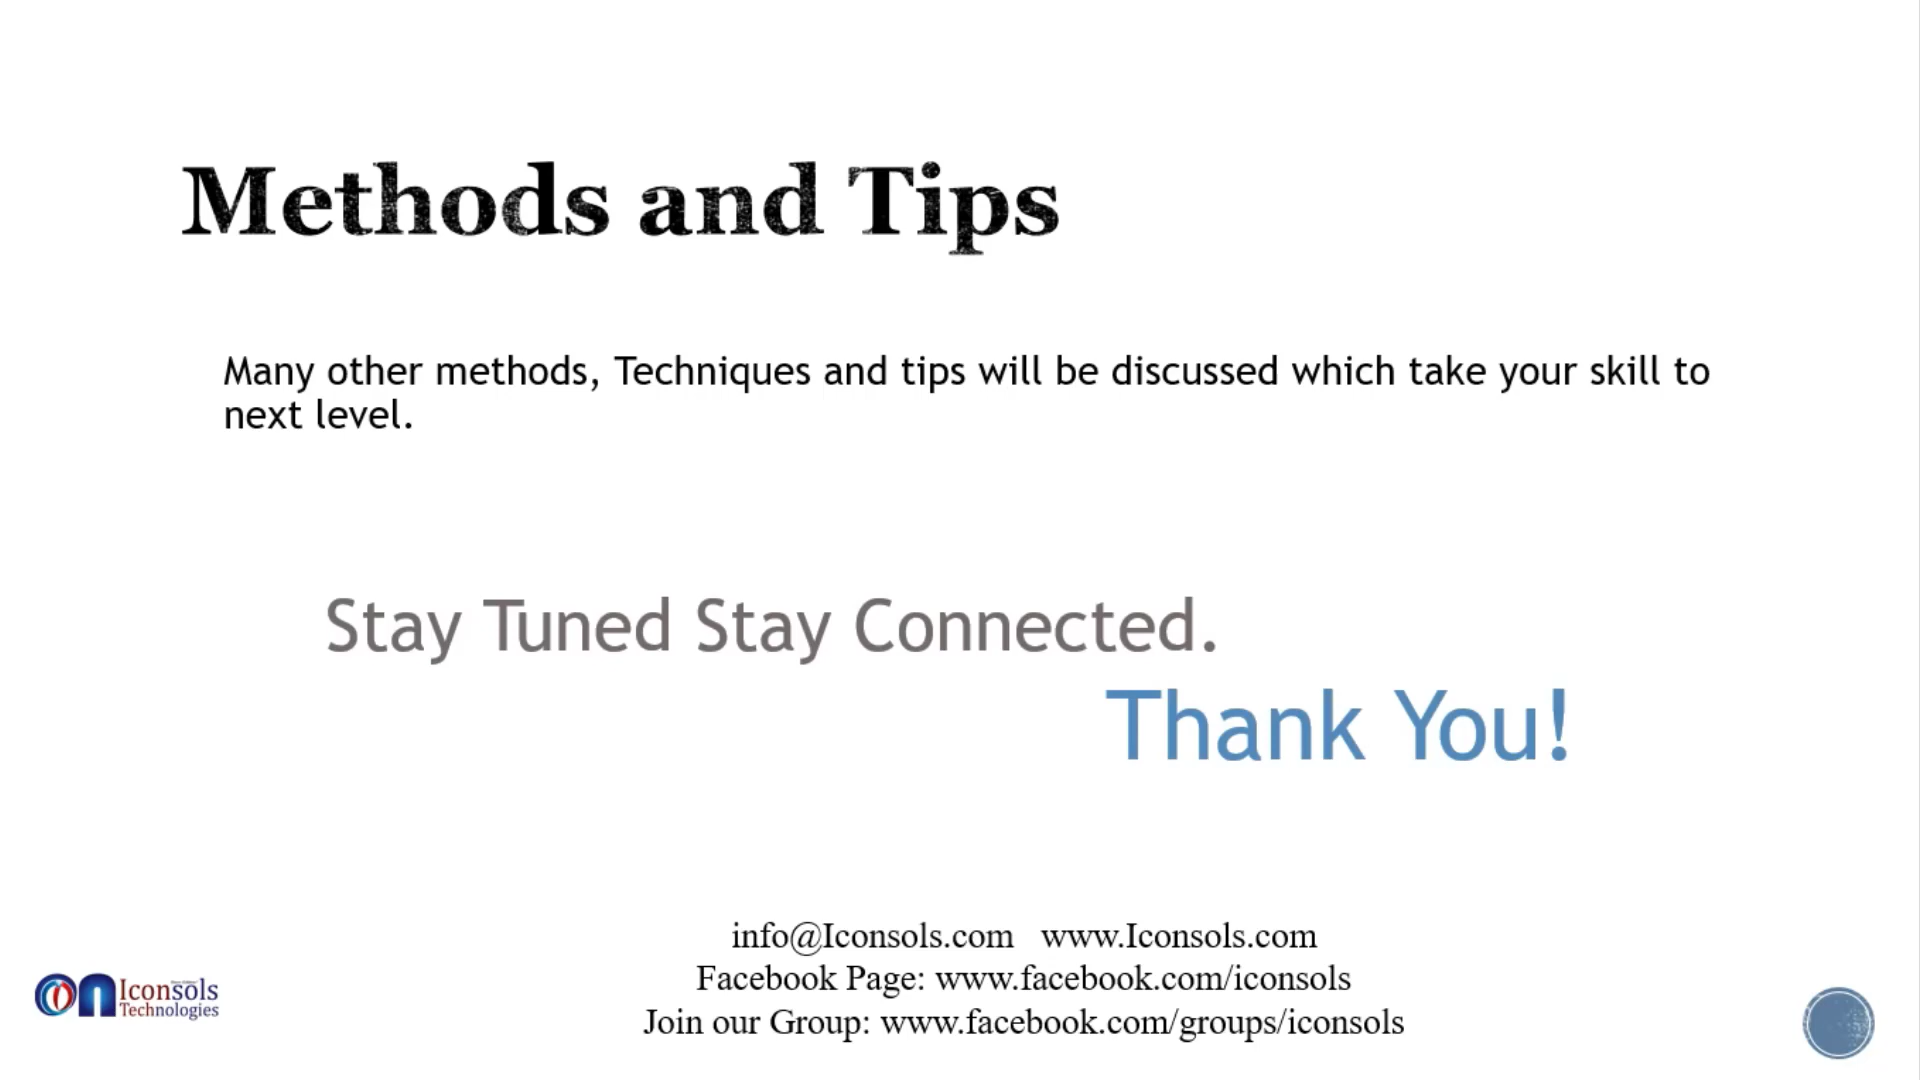 Methods and Tips
Many other methods, Techniques and tips will be discussed which take your skill to
next level.
Stay Tuned Stay Connected.
Thank You!
info@Iconsols.com www.Iconsols.com
Facebook Page: www.facebook.com/iconsols
Join our Group: www.facebook.com/groups/iconsols
Iconsols
Technologies